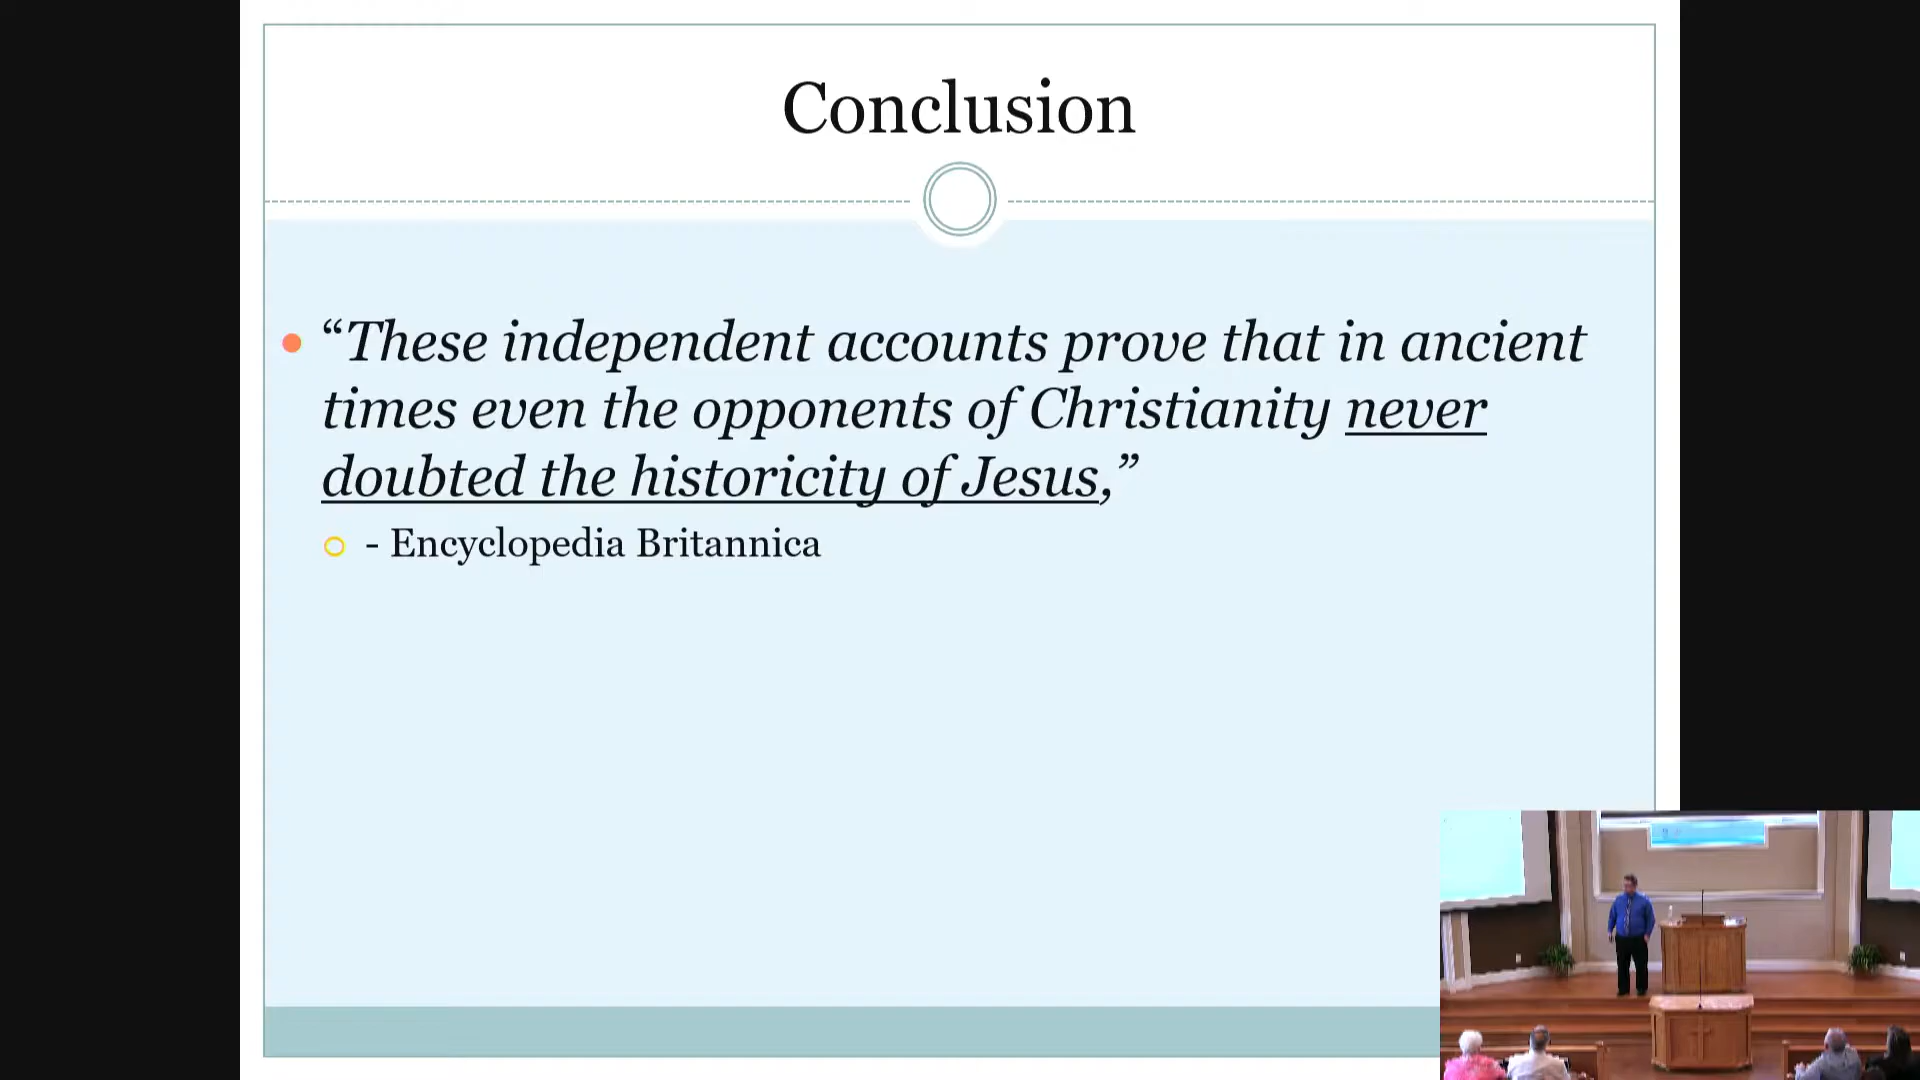 Conclusion
“These independent accounts prove that in ancient
times even the opponents of Christianity never
doubted the historicity of Jesus,”
- Encyclopedia Britannica